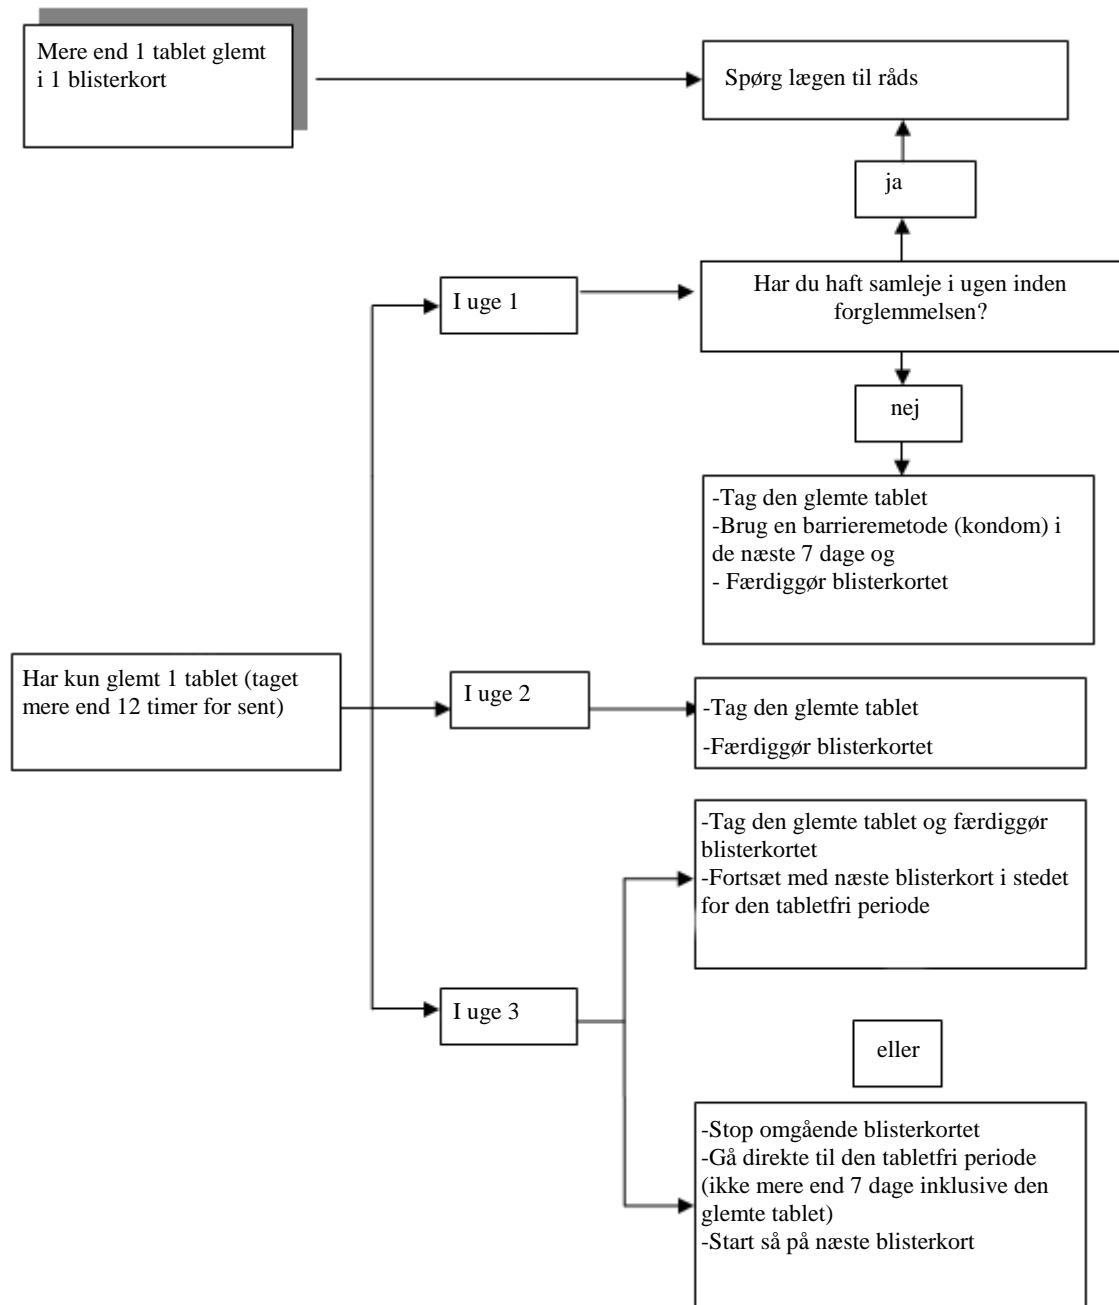 Mere end 1 tablet glemt
i 1 blisterkort
Spørg lægen til råds
ja
I uge 1
Har du haft samleje i ugen inden
forglemmelsen?
nej
-Tag den glemte tablet
-Brug en barrieremetode (kondom) i
de næste 7 dage og
- Færdiggør blisterkortet
Har kun glemt 1 tablet (taget
mere end 12 timer for sent)
I uge 2
-Tag den glemte tablet
-Færdiggør blisterkortet
-Tag den glemte tablet og færdiggør
blisterkortet
-Fortsæt med næste blisterkort i stedet
for den tabletfri periode
I uge 3
eller
-Stop omgående blisterkortet
-Gå direkte til den tabletfri periode
(ikke mere end 7 dage inklusive den
glemte tablet)
-Start så på næste blisterkort